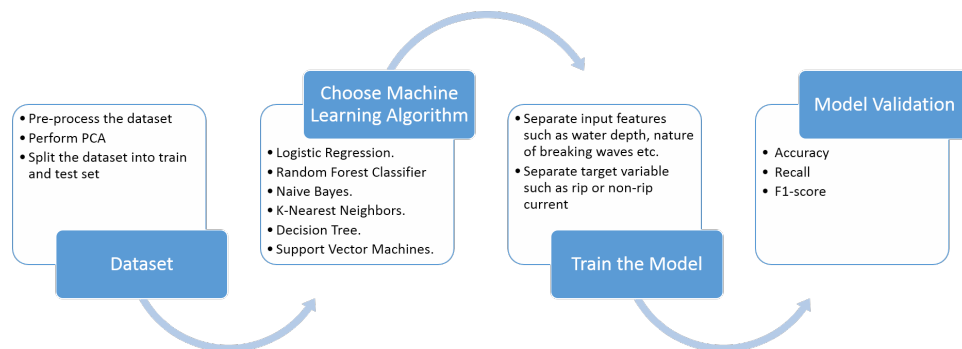 • Pre-process the dataset
• Perform PCA
• Split the dataset into train
and test set
Dataset
Choose Machine
Learning Algorithm
• Logistic Regression.
• Random Forest Classifier
• Naive Bayes.
• K-Nearest Neighbors.
• Decision Tree.
• Support Vector Machines.
• Separate input features
such as water depth, nature
of breaking waves etc.
• Separate target variable
such as rip or non-rip
current
Train the Model
Model Validation
• Accuracy
• Recall
• F1-score